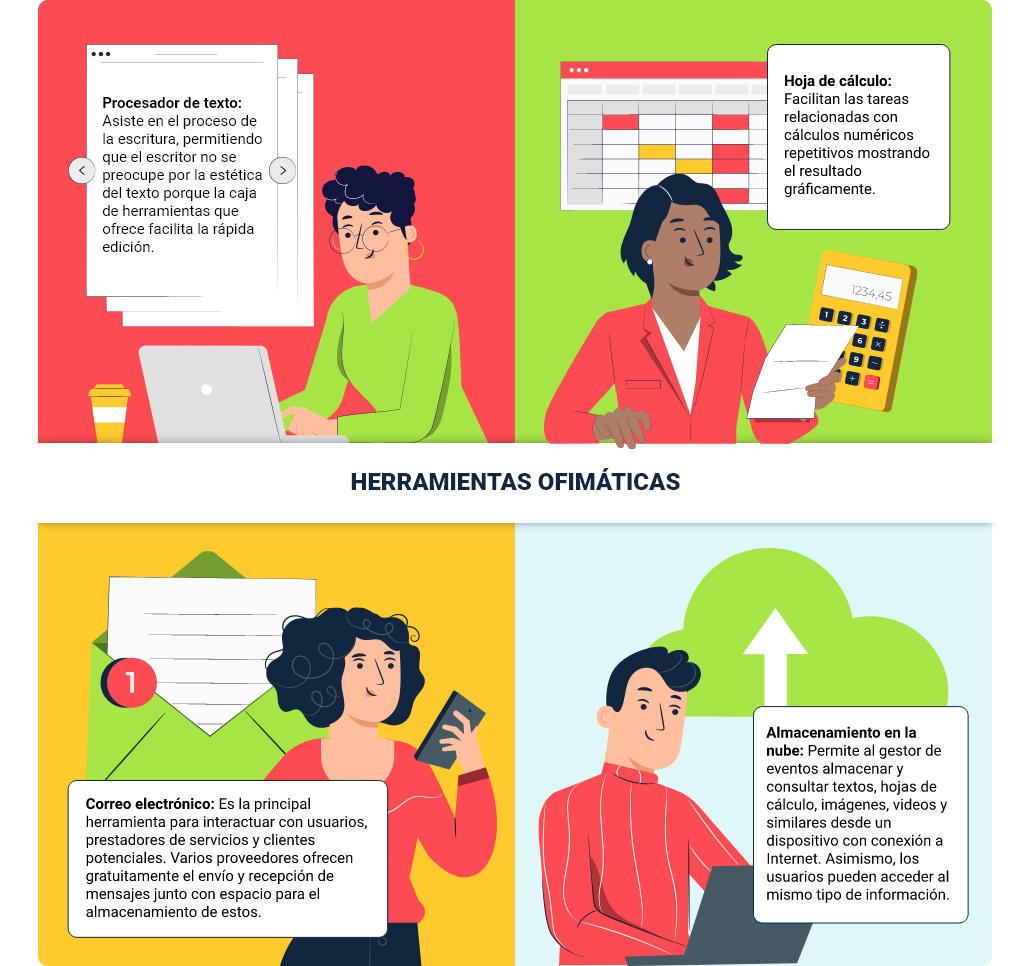 Procesador de texto:
Asiste en el proceso de
la escritura, permitiendo
que el escritor no se
preocupe por la estética
del texto porque la caja
de herramientas que
ofrece facilita la rápida
edición.
Hoja de cálculo:
Facilitan las tareas
relacionadas con
cálculos numéricos
repetitivos mostrando
el resultado
gráficamente.
1234,45
1 2 3 ÷
6 ×
9 −
+ =
HERRAMIENTAS OFIMÁTICAS
1
Correo electrónico: Es la principal
herramienta para interactuar con usuarios,
prestadores de servicios y clientes
potenciales. Varios proveedores ofrecen
gratuitamente el envío y recepción de
mensajes junto con espacio para el
almacenamiento de estos.
Almacenamiento en la
nube: Permite al gestor de
eventos almacenar y
consultar textos, hojas de
cálculo, imágenes, videos y
similares desde un
dispositivo con conexión a
Internet. Asimismo, los
usuarios pueden acceder al
mismo tipo de información.